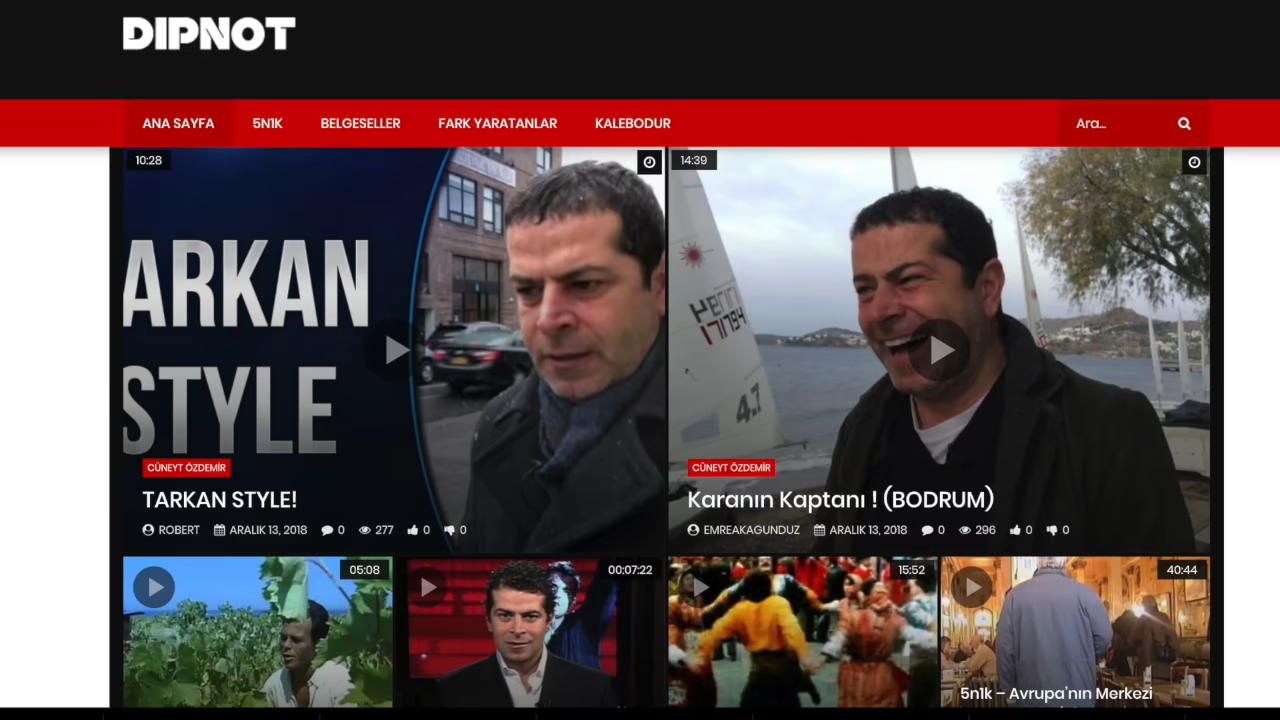 DIPNOT
ANA SAYFA
5N1K
BELGESELLER
FARK YARATANLAR
KALEBODUR
Ara...
10:28
ARKAN
STYLE
CÜNEYT ÖZDEMİR
TARKAN STYLE!
ROBERT ARALIK 13, 2018 0 277 0 0
14:39
4.7
CÜNEYT ÖZDEMİR
Karanın Kaptanı ! (BODRUM)
EMREAKAGUNDUZ ARALIK 13, 2018 0 296 0 0
05:08
00:07:22
15:52
40:44
5n1k – Avrupa'nın Merkezi